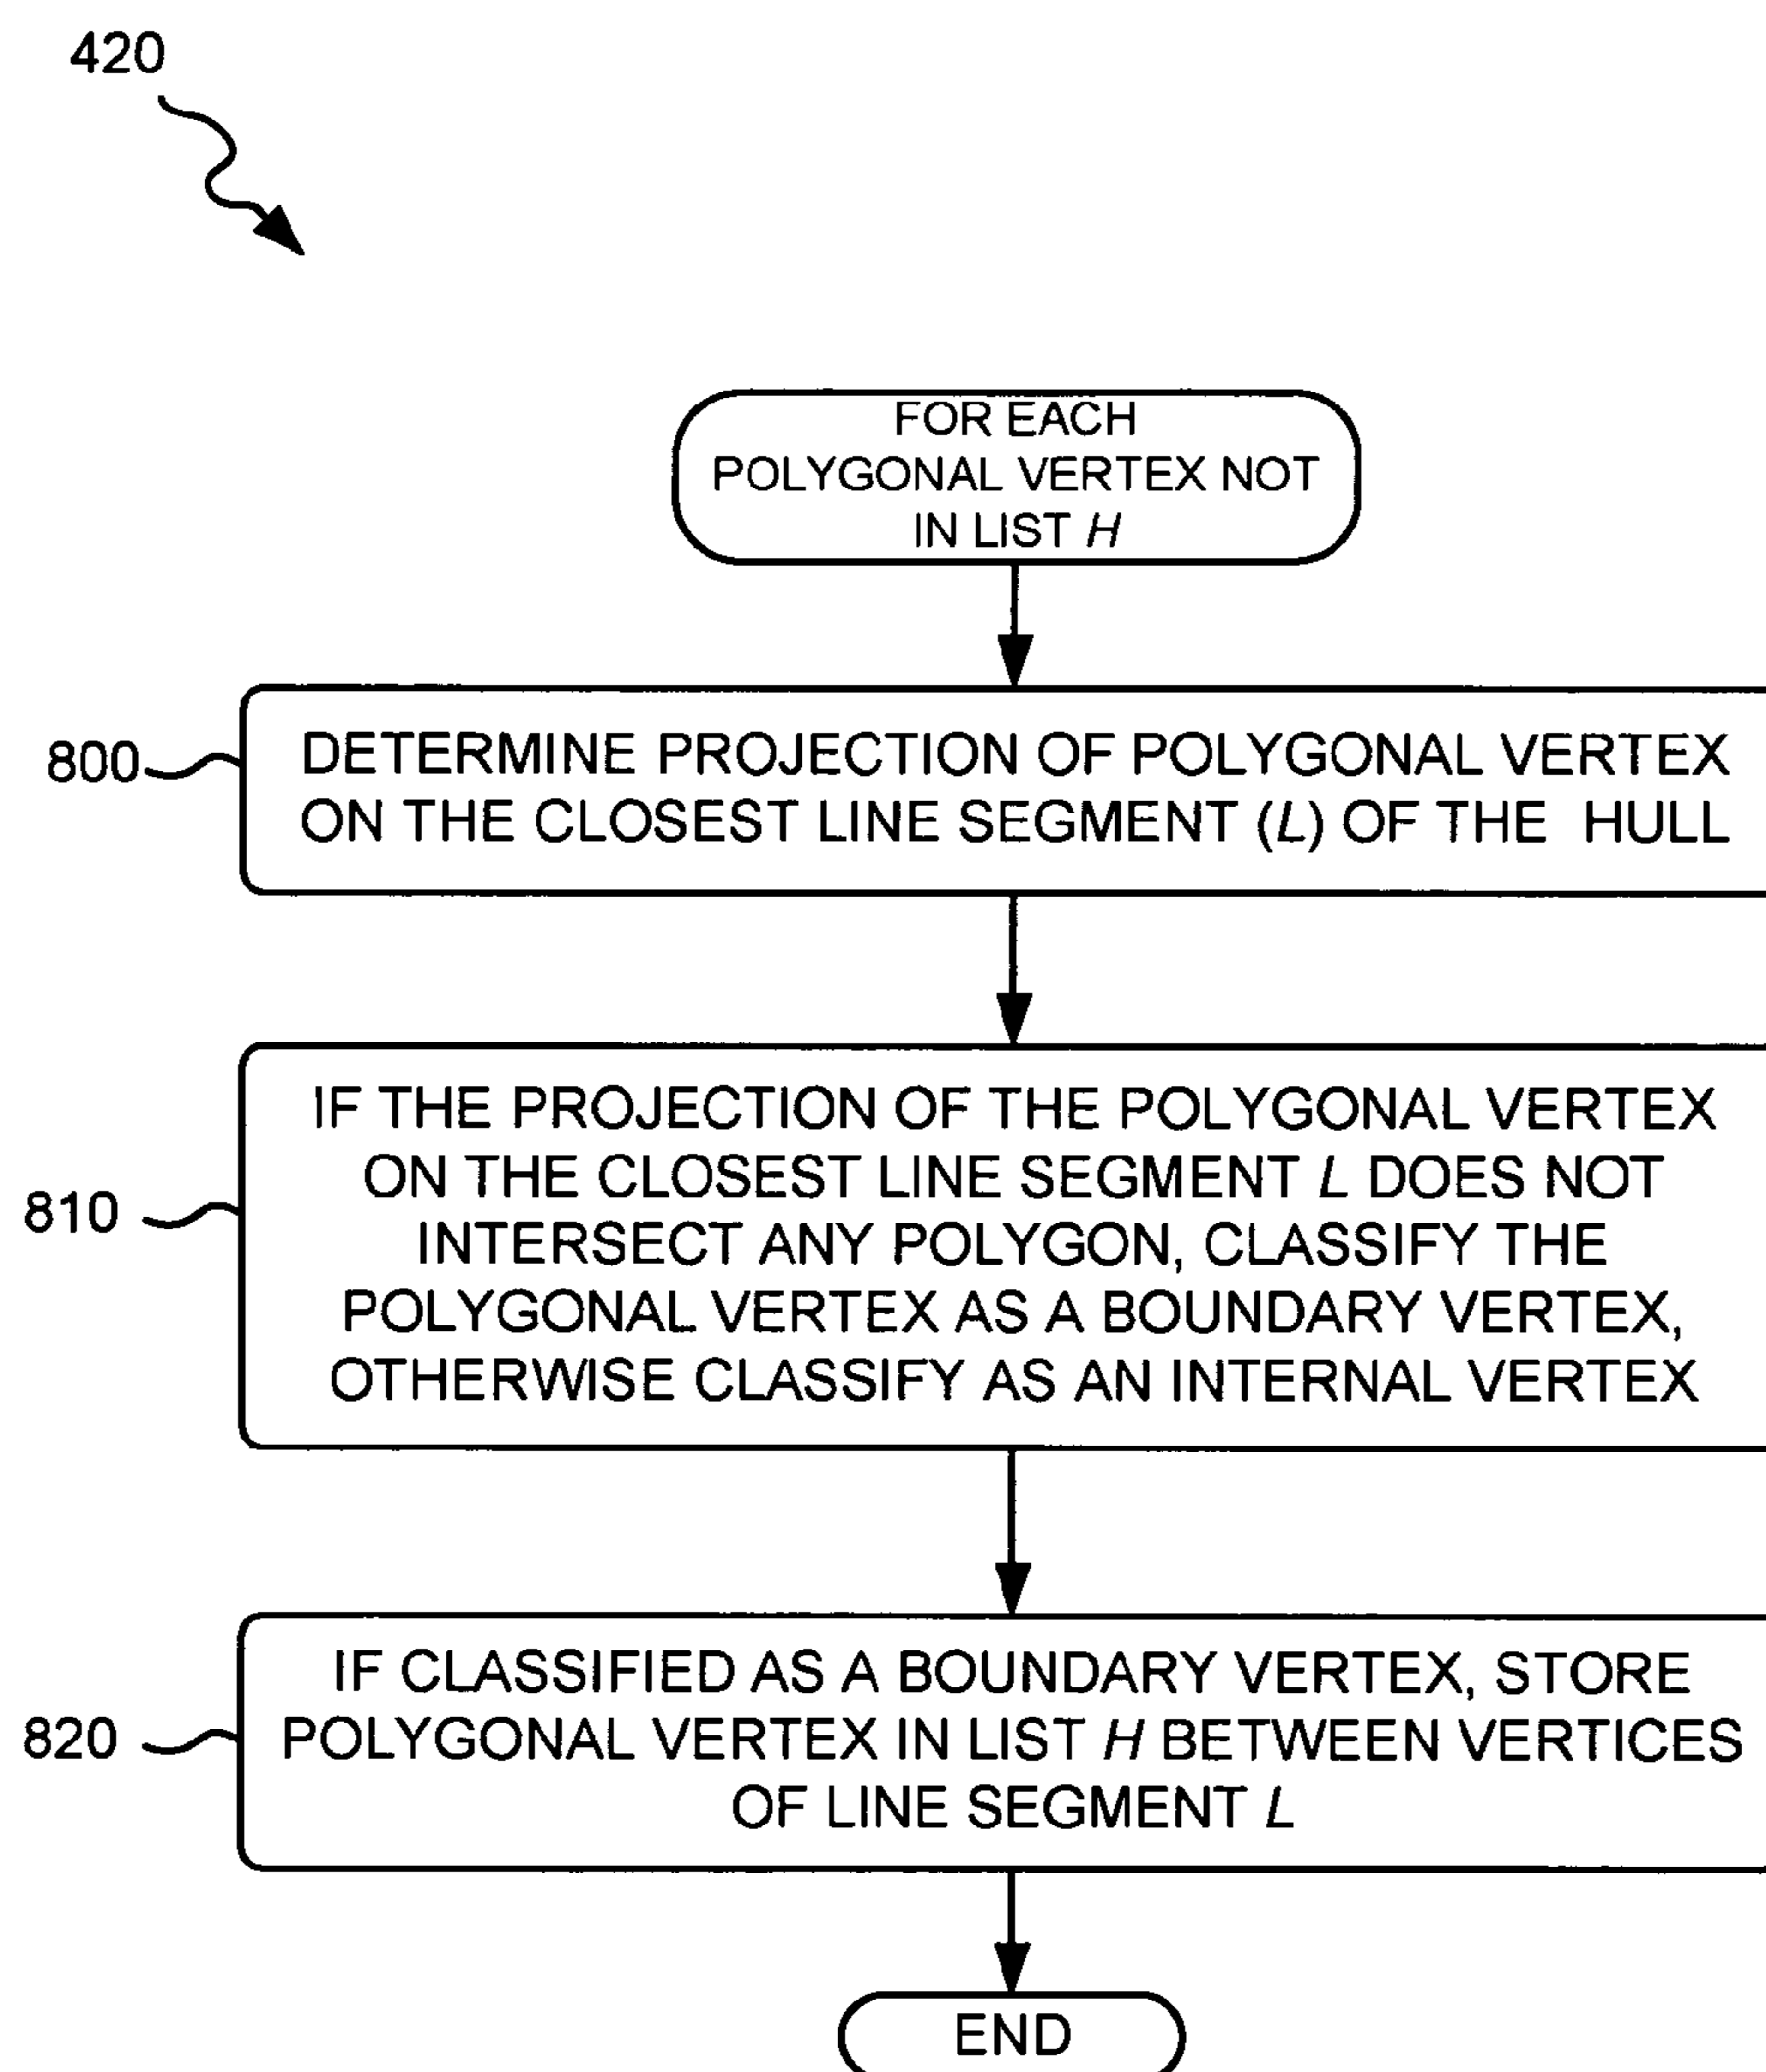 420
FOR EACH
POLYGONAL VERTEX NOT
IN LIST H
800
DETERMINE PROJECTION OF POLYGONAL VERTEX
ON THE CLOSEST LINE SEGMENT (L) OF THE HULL
810
IF THE PROJECTION OF THE POLYGONAL VERTEX
ON THE CLOSEST LINE SEGMENT L DOES NOT
INTERSECT ANY POLYGON, CLASSIFY THE
POLYGONAL VERTEX AS A BOUNDARY VERTEX,
OTHERWISE CLASSIFY AS AN INTERNAL VERTEX
820
IF CLASSIFIED AS A BOUNDARY VERTEX, STORE
POLYGONAL VERTEX IN LIST H BETWEEN VERTICES
OF LINE SEGMENT L
END